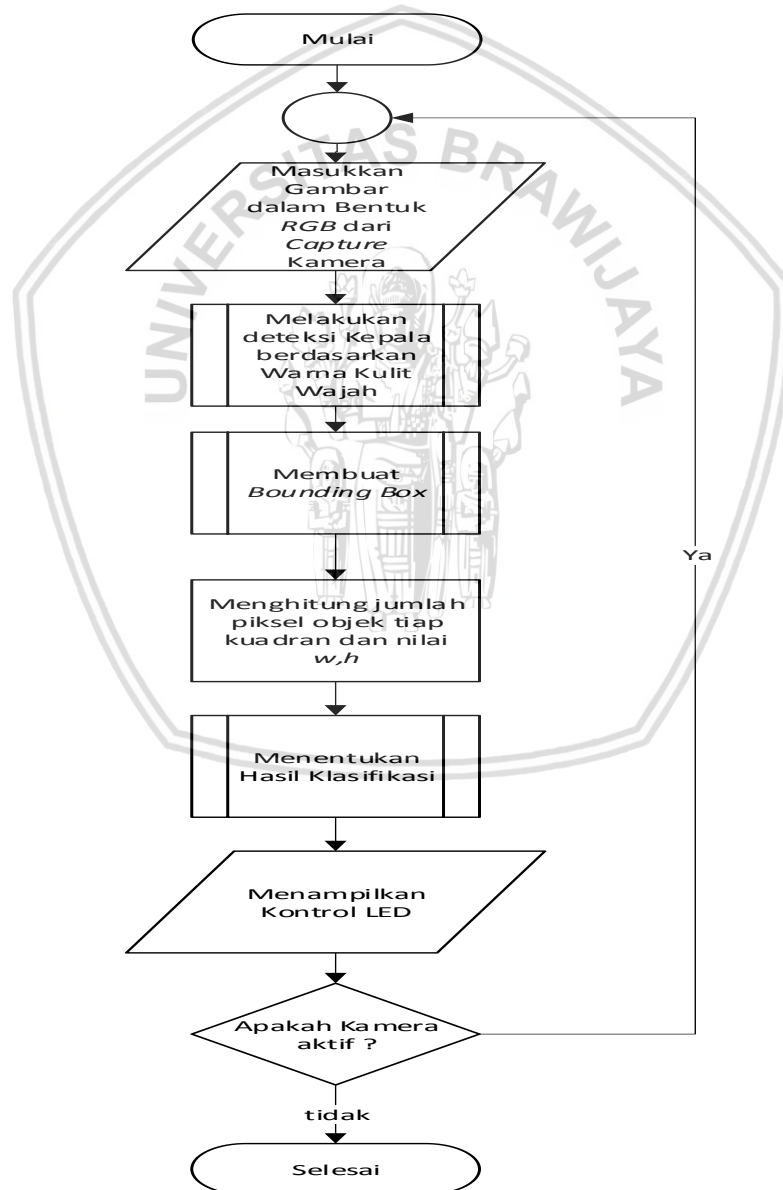 Mulai
UNIVERSITAS BRAWIJAYA
Masukkan
Gambar
dalam Bentuk
RGB dari
Capture
Kamera
Melakukan
deteksi Kepala
berdasarkan
Warna Kulit
Wajah
Membuat
Bounding Box
Ya
Menghitung jumlah
piksel objek tiap
kuadran dan nilai
w,h
Menentukan
Hasil Klasifikasi
Menampilkan
Kontrol LED
Apakah Kamera
aktif ?
tidak
Selesai